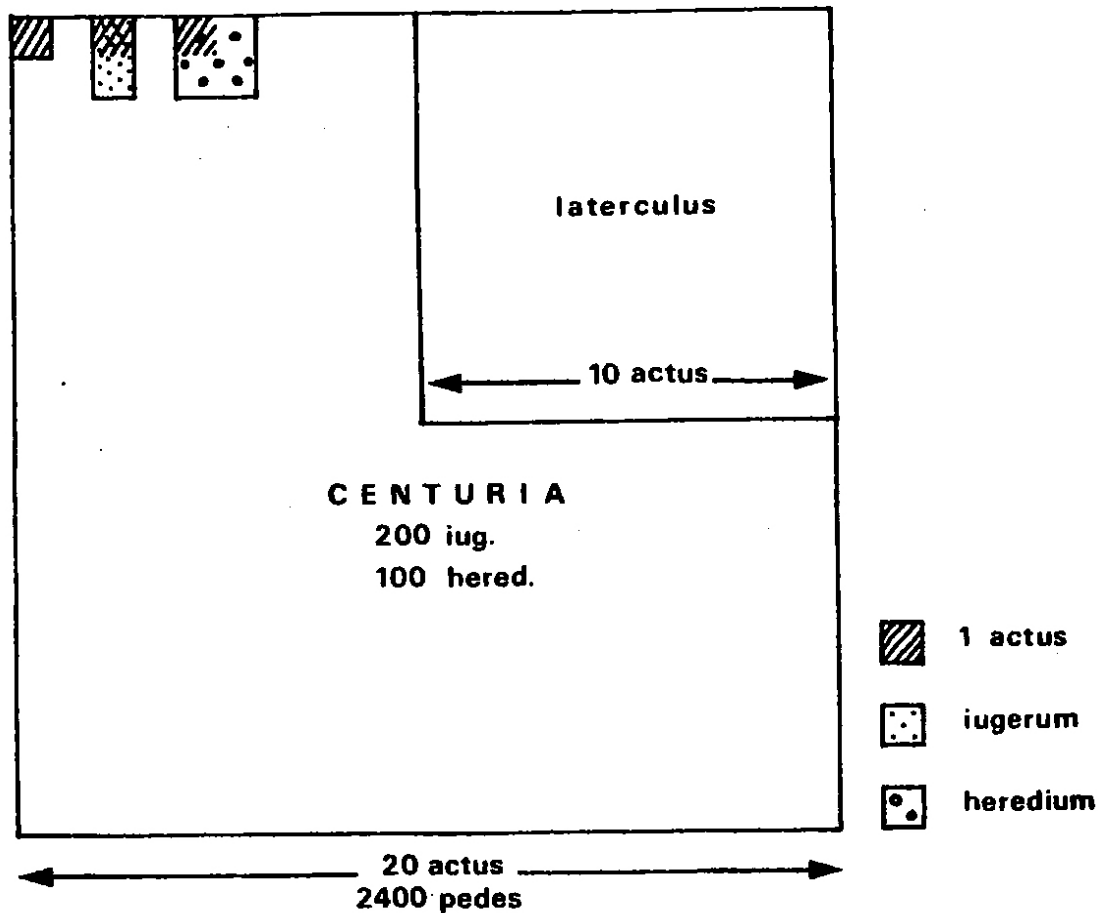 laterculus
10 actus
CENTURIA
200 iug.
100 hered.
1 actus
iugerum
heredium
20 actus
2400 pedes